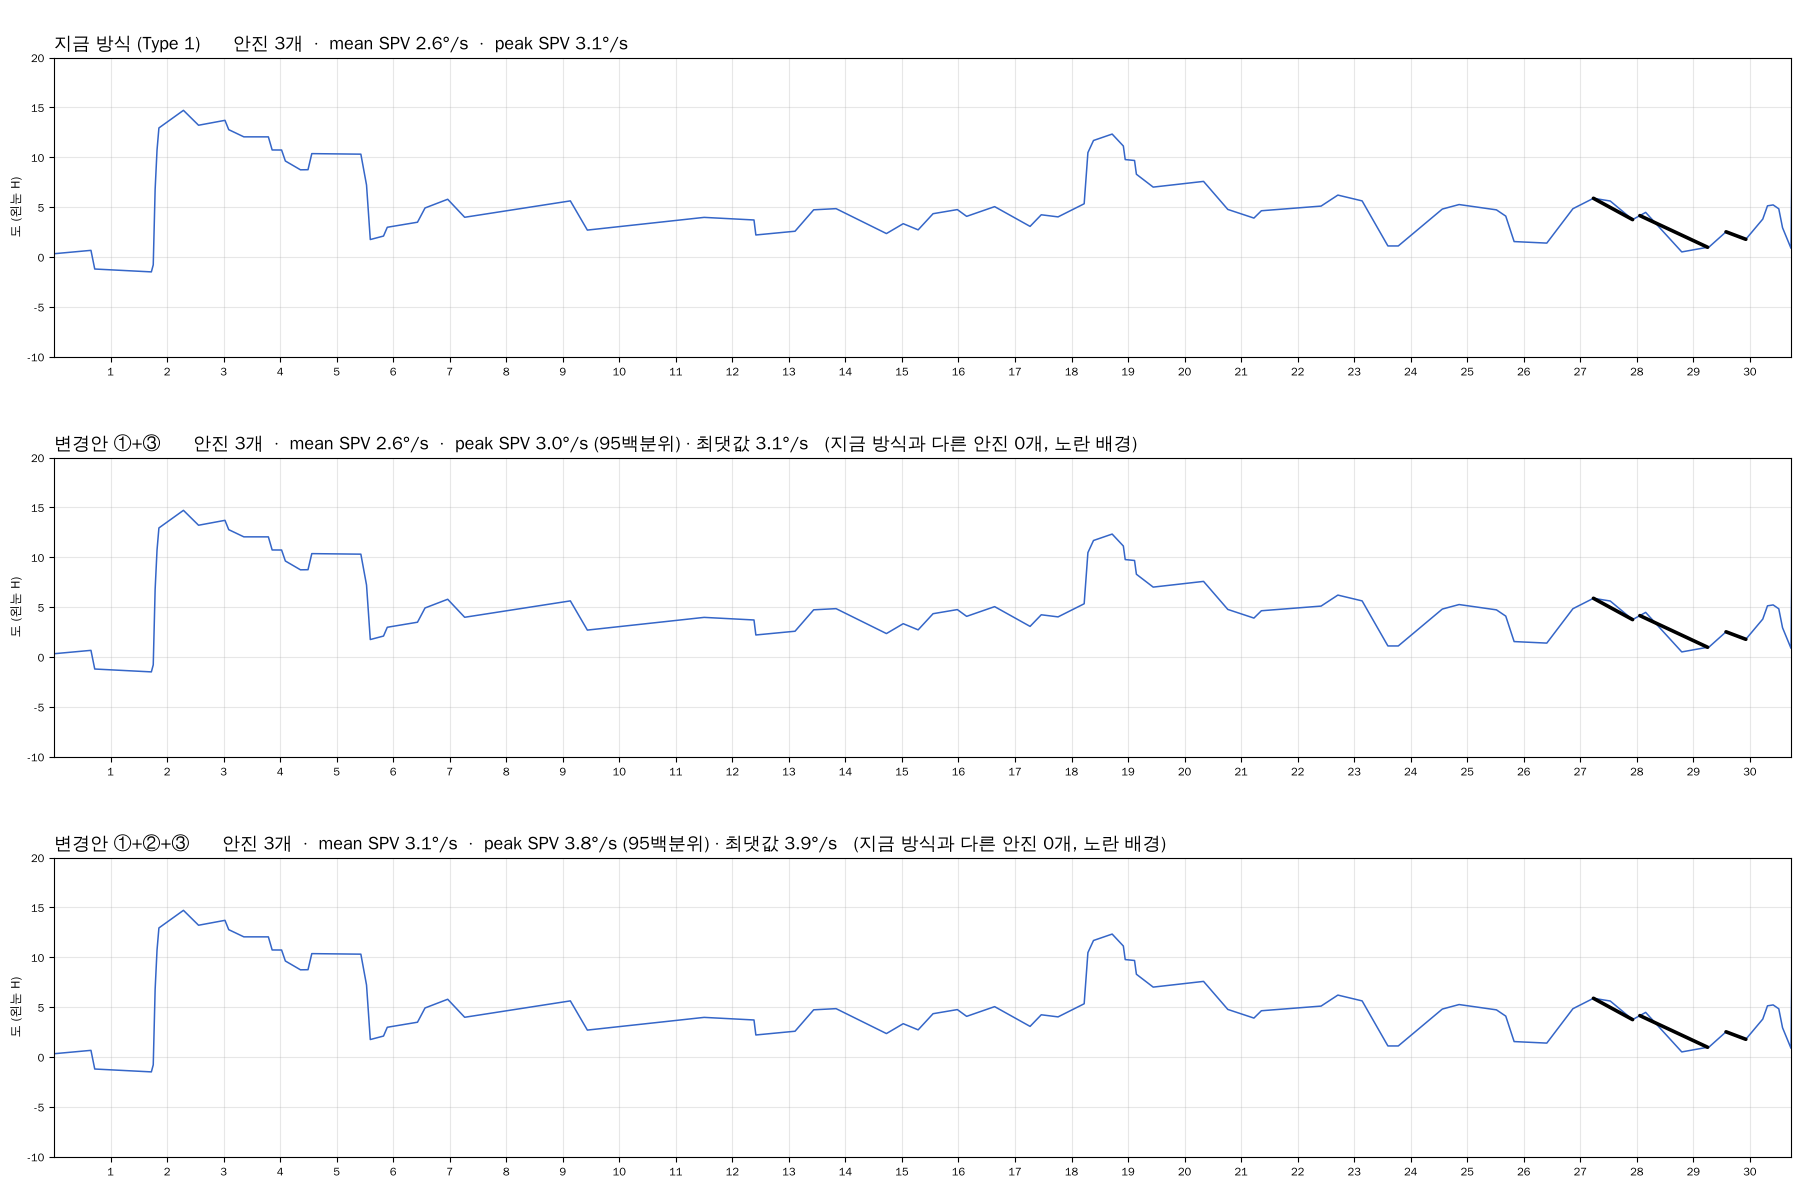 지금 방식 (Type 1) 안진 3개 · mean SPV 2.6°/s · peak SPV 3.1°/s
20
15
10
5
0
-5
-10
도 (왼눈 H)
1 2 3 4 5 6 7 8 9 10 11 12 13 14 15 16 17 18 19 20 21 22 23 24 25 26 27 28 29 30
변경안 ①+③ 안진 3개 · mean SPV 2.6°/s · peak SPV 3.0°/s (95백분위) · 최댓값 3.1°/s (지금 방식과 다른 안진 0개, 노란 배경)
20
15
10
5
0
-5
-10
도 (왼눈 H)
1 2 3 4 5 6 7 8 9 10 11 12 13 14 15 16 17 18 19 20 21 22 23 24 25 26 27 28 29 30
변경안 ①+②+③ 안진 3개 · mean SPV 3.1°/s · peak SPV 3.8°/s (95백분위) · 최댓값 3.9°/s (지금 방식과 다른 안진 0개, 노란 배경)
20
15
10
5
0
-5
-10
도 (왼눈 H)
1 2 3 4 5 6 7 8 9 10 11 12 13 14 15 16 17 18 19 20 21 22 23 24 25 26 27 28 29 30